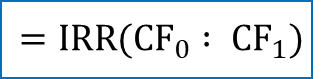 = IRR(CF₀ : CF₁)